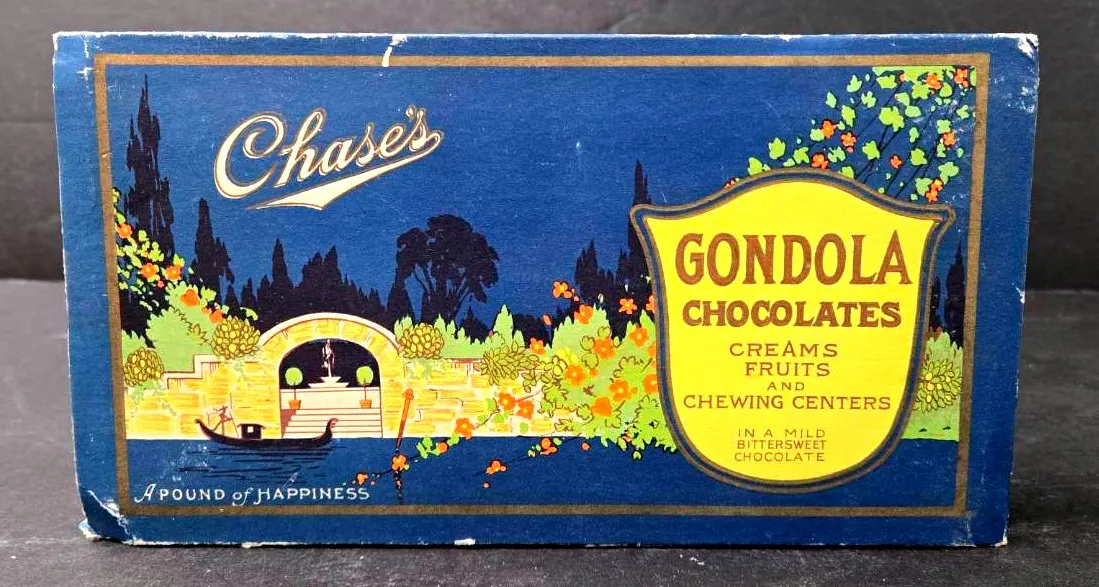 Chase's
GONDOLA
CHOCOLATES
CREAMS
FRUITS
AND
CHEWING CENTERS
IN A MILD
BITTERSWEET
CHOCOLATE
A POUND of HAPPINESS